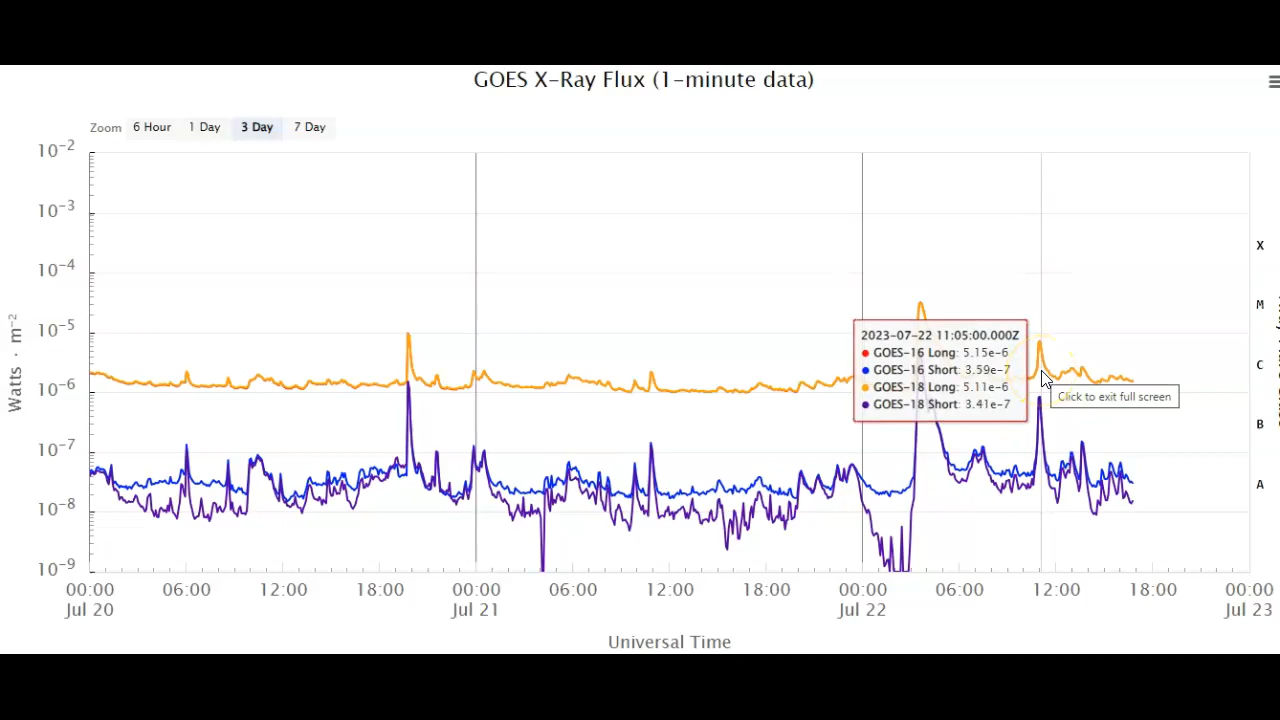 GOES X-Ray Flux (1-minute data)
Zoom 6 Hour 1 Day 3 Day 7 Day
10⁻²
10⁻³
10⁻⁴
10⁻⁵
10⁻⁶
10⁻⁷
10⁻⁸
10⁻⁹
Watts · m⁻²
X
M
C
B
A
2023-07-22 11:05:00.000Z
GOES-16 Long: 5.15e-6
GOES-16 Short: 3.59e-7
GOES-18 Long: 5.11e-6
GOES-18 Short: 3.41e-7
Click to exit full screen
00:00 06:00 12:00 18:00 00:00 06:00 12:00 18:00 00:00 06:00 12:00 18:00 00:00
Jul 20 Jul 21 Jul 22 Jul 23
Universal Time